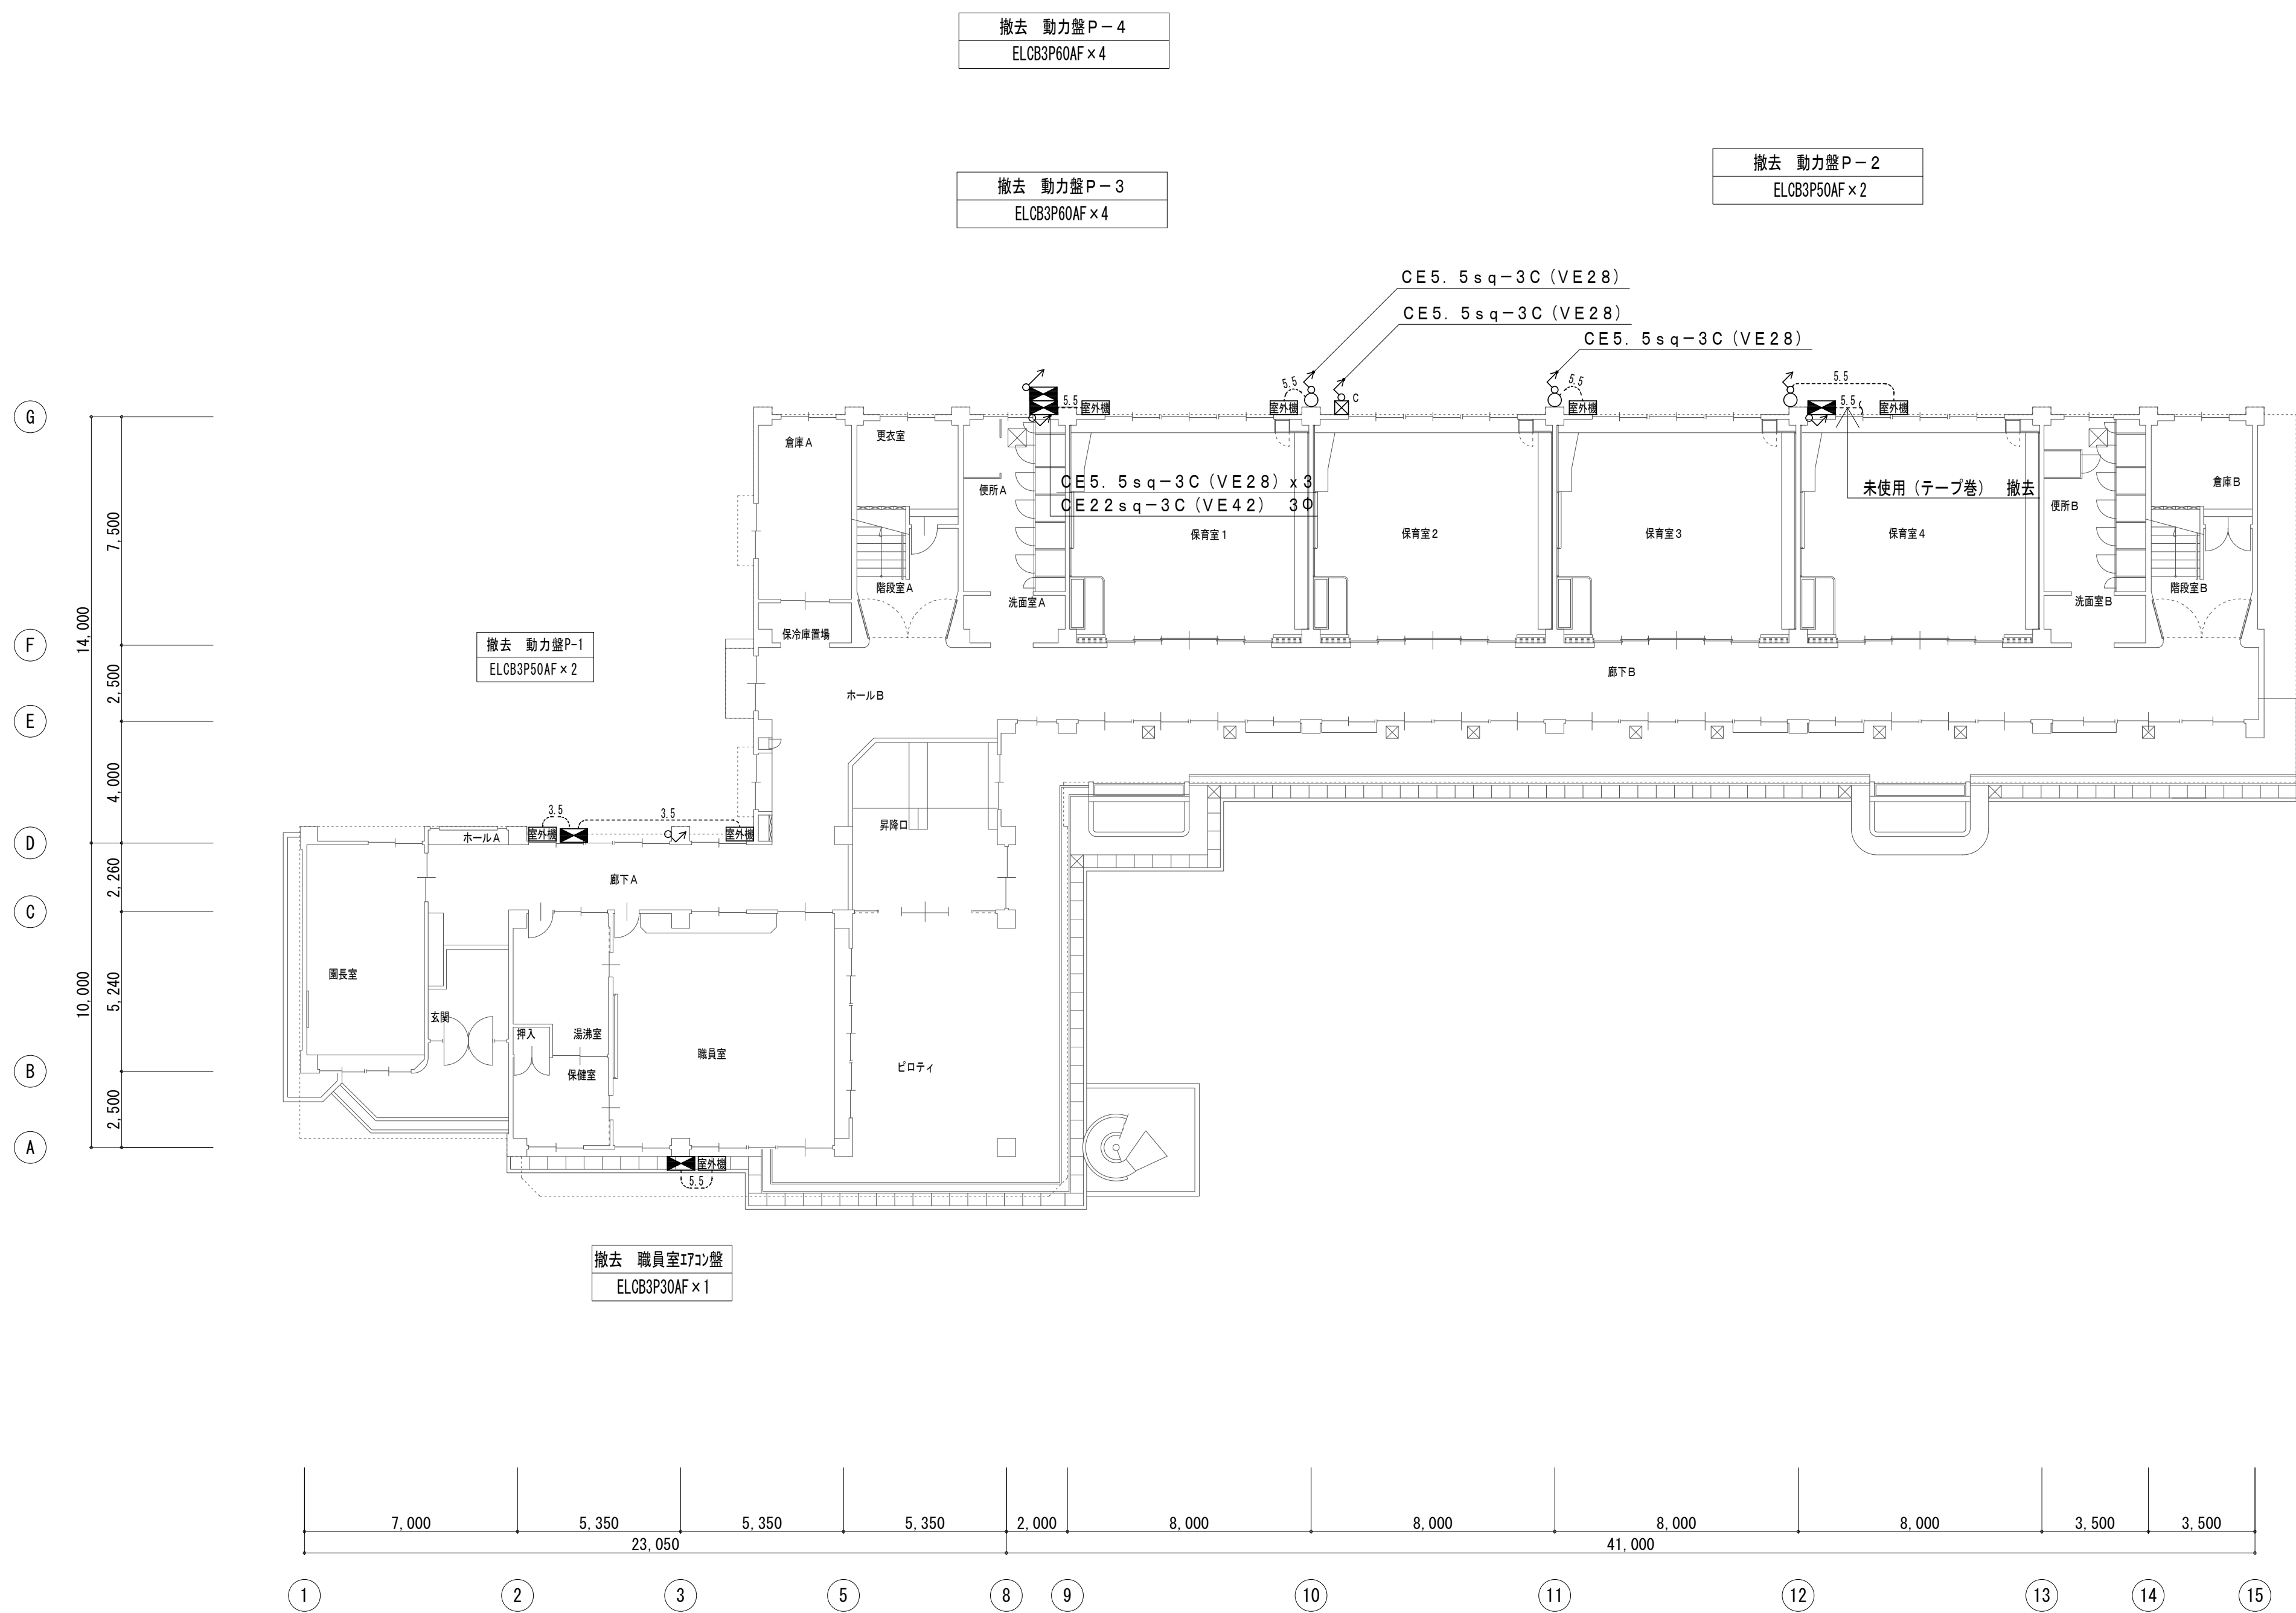 撤去　動力盤Ｐ－４
ELCB3P60AF×4
撤去　動力盤Ｐ－３
ELCB3P60AF×4
撤去　動力盤Ｐ－２
ELCB3P50AF×2
ＣＥ５．５ｓｑ－３Ｃ（ＶＥ２８）
ＣＥ５．５ｓｑ－３Ｃ（ＶＥ２８）
ＣＥ５．５ｓｑ－３Ｃ（ＶＥ２８）
5.5
5.5
5.5
C
G
5.5
室外機
室外機
室外機
5.5
室外機
倉庫Ａ
更衣室
便所Ａ
ＣＥ５．５ｓｑ－３Ｃ（ＶＥ２８）ｘ３
ＣＥ２２ｓｑ－３Ｃ（ＶＥ４２）　３Φ
未使用（テープ巻）　撤去
便所Ｂ
倉庫Ｂ
保育室１
保育室２
保育室３
保育室４
7,500
階段室Ａ
洗面室Ａ
洗面室Ｂ
階段室Ｂ
14,000
保冷庫置場
F
撤去　動力盤P-1
ELCB3P50AF×2
2,500
ホールＢ
廊下Ｂ
E
4,000
3.5
3.5
室外機
室外機
ホールＡ
昇降口
D
2,260
廊下Ａ
C
園長室
10,000
5,240
玄関
押入
湯沸室
職員室
ピロティ
保健室
B
2,500
A
室外機
5.5
撤去　職員室ｴｱｺﾝ盤
ELCB3P30AF×1
7,000
5,350
5,350
5,350
2,000
8,000
8,000
8,000
8,000
3,500
3,500
23,050
41,000
1
2
3
5
8
9
10
11
12
13
14
15